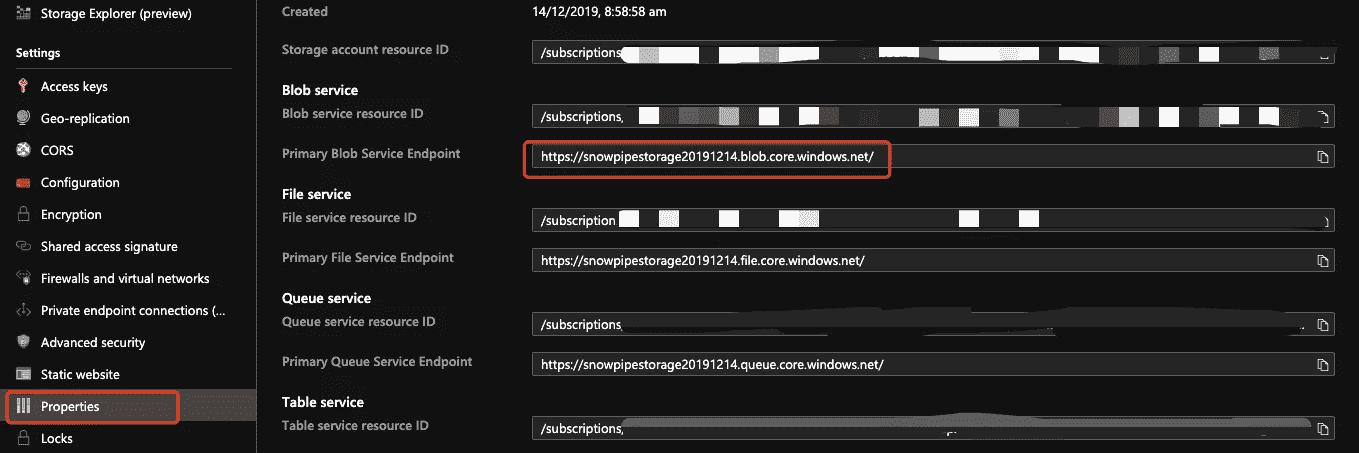 Storage Explorer (preview)
Settings
Access keys
Geo-replication
CORS
Configuration
Encryption
Shared access signature
Firewalls and virtual networks
Private endpoint connections (...
Advanced security
Static website
Properties
Locks
Created
14/12/2019, 8:58:58 am
Storage account resource ID
/subscriptions
Blob service
Blob service resource ID
/subscriptions
Primary Blob Service Endpoint
https://snowpipestorage20191214.blob.core.windows.net/
File service
File service resource ID
/subscription
Primary File Service Endpoint
https://snowpipestorage20191214.file.core.windows.net/
Queue service
Queue service resource ID
/subscriptions
Primary Queue Service Endpoint
https://snowpipestorage20191214.queue.core.windows.net/
Table service
Table service resource ID
/subscriptions